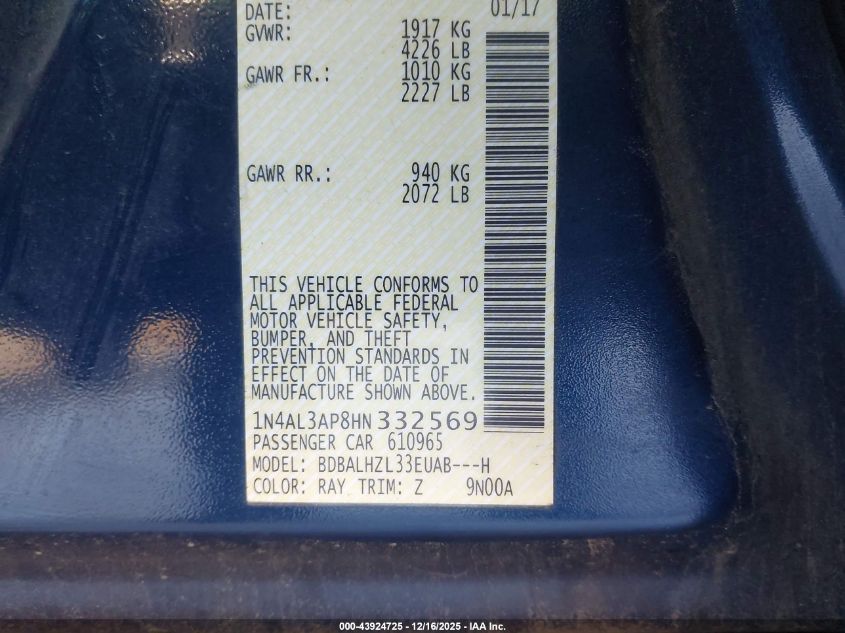 DATE: 01/17
GVWR: 1917 KG
4226 LB
GAWR FR.: 1010 KG
2227 LB
GAWR RR.: 940 KG
2072 LB
THIS VEHICLE CONFORMS TO
ALL APPLICABLE FEDERAL
MOTOR VEHICLE SAFETY,
BUMPER, AND THEFT
PREVENTION STANDARDS IN
EFFECT ON THE DATE OF
MANUFACTURE SHOWN ABOVE.
1N4AL3AP8HN 332569
PASSENGER CAR 610965
MODEL: BDBALHZL33EUAB---H
COLOR: RAY TRIM: Z 9N00A
000-43924725 - 12/16/2025 - IAA Inc.